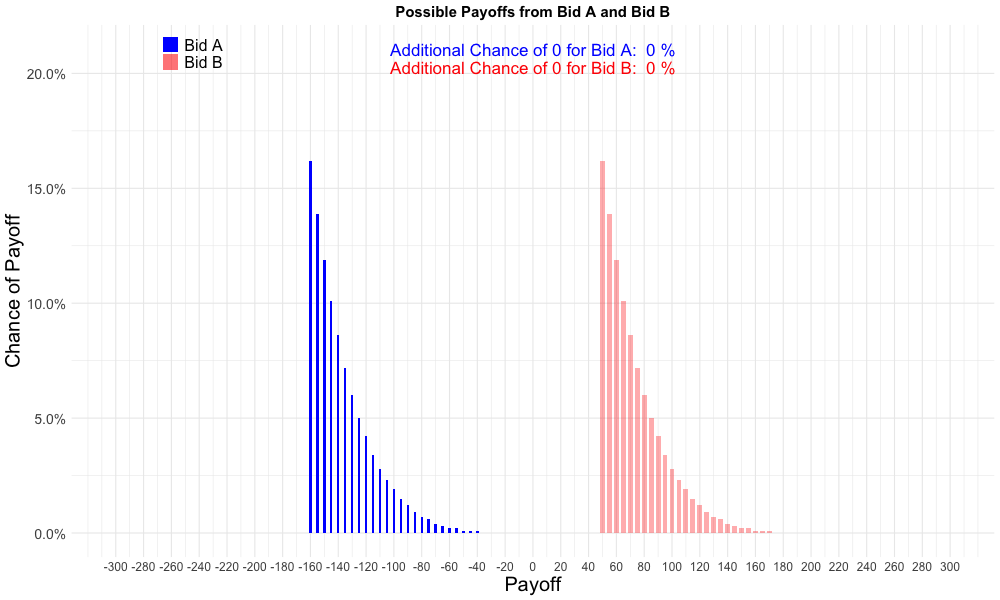 Possible Payoffs from Bid A and Bid B
Bid A
Bid B
Additional Chance of 0 for Bid A:  0 %
Additional Chance of 0 for Bid B:  0 %
Chance of Payoff
20.0%
15.0%
10.0%
5.0%
0.0%
-300 -280 -260 -240 -220 -200 -180 -160 -140 -120 -100 -80 -60 -40 -20 0 20 40 60 80 100 120 140 160 180 200 220 240 260 280 300
Payoff